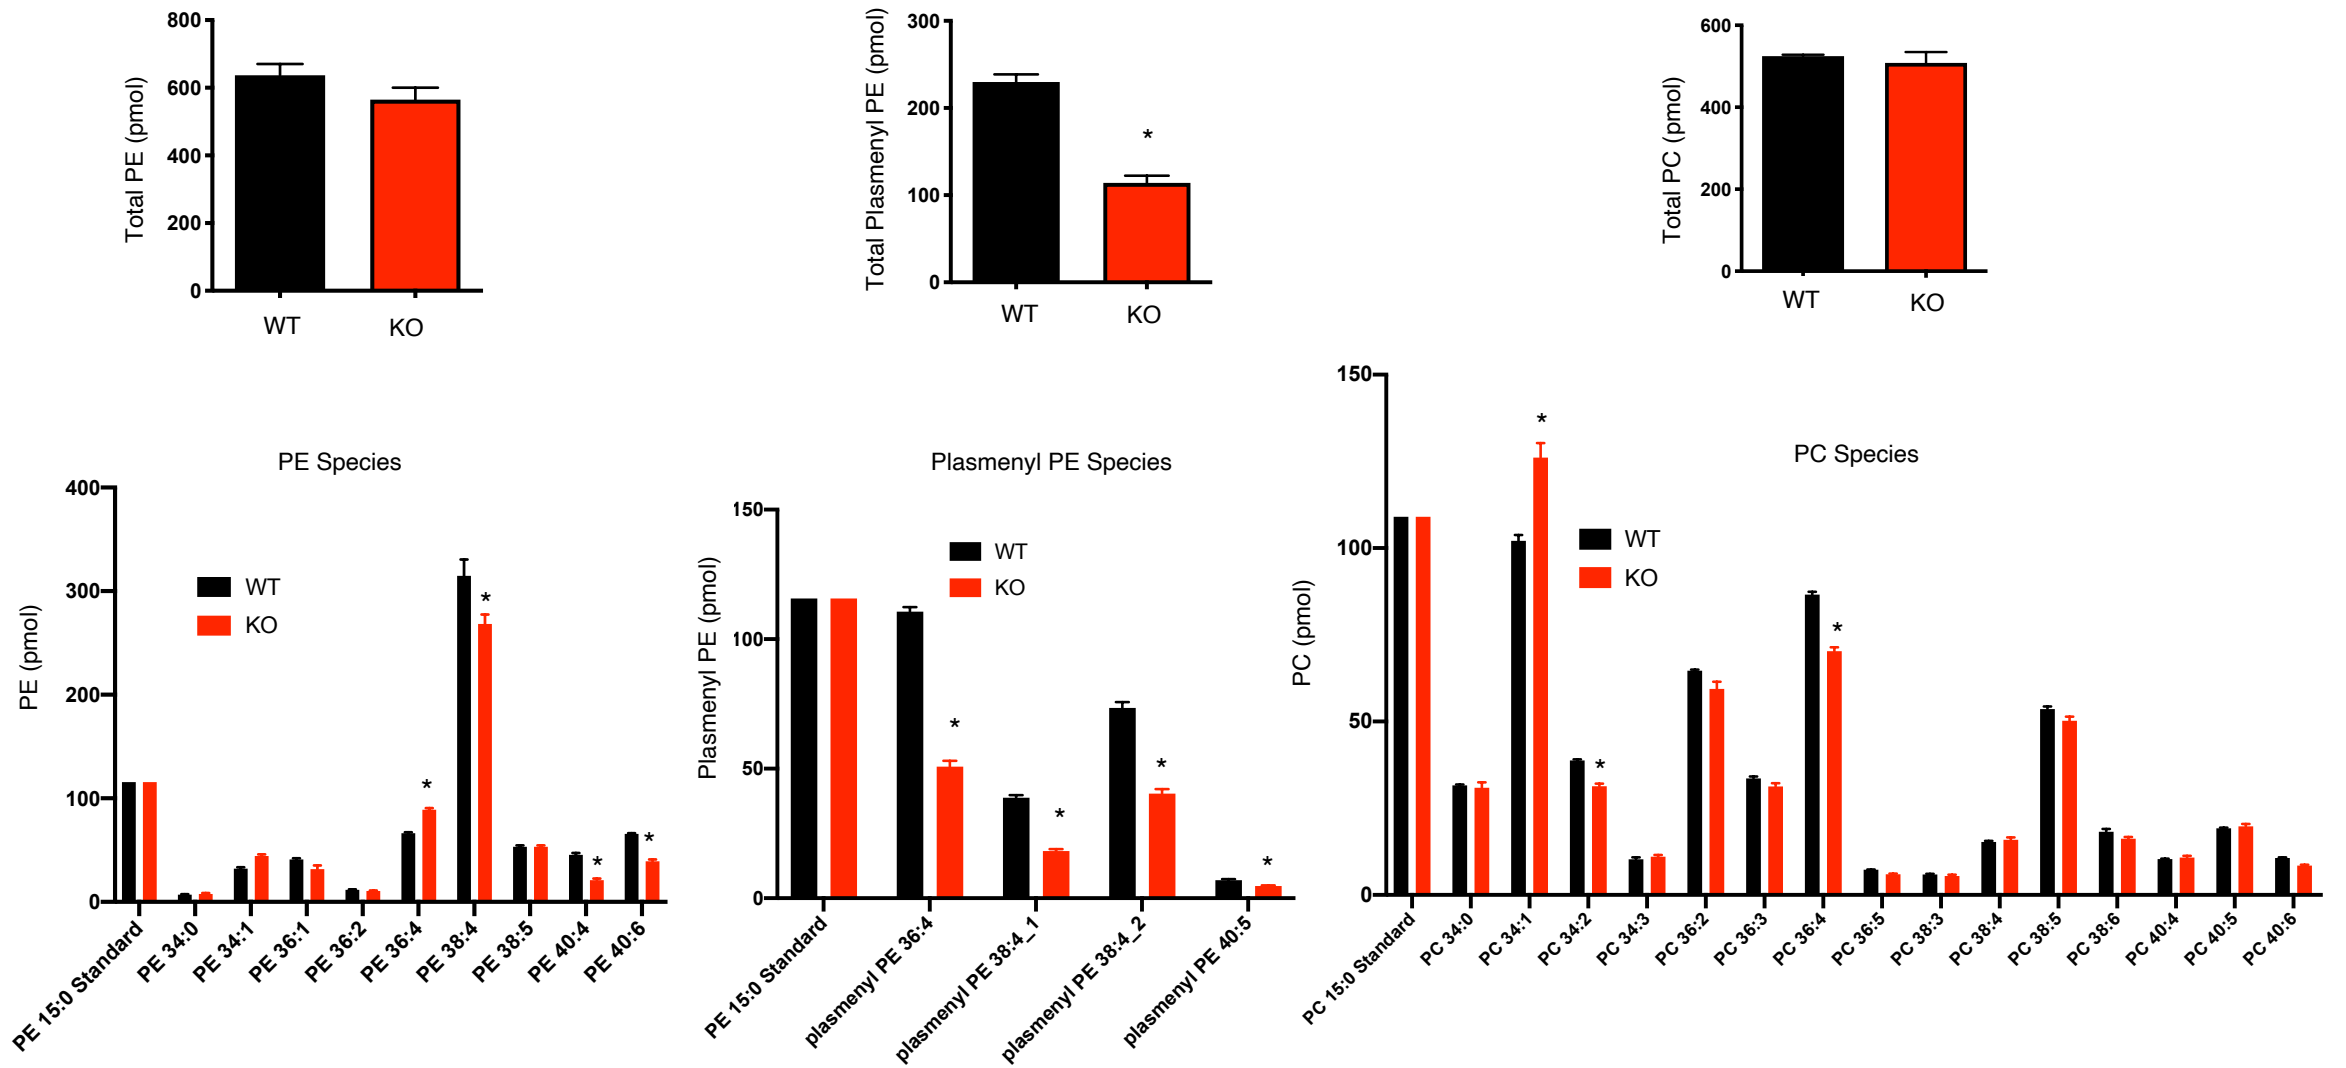 Total PE (pmol)
800
600
400
200
0
WT
KO
Total Plasmenyl PE (pmol)
300
200
100
0
*
WT
KO
Total PC (pmol)
600
400
200
0
WT
KO
PE Species
PE (pmol)
400
300
200
100
0
WT
KO
*
*
*
*
PE 15:0 Standard
PE 34:0
PE 34:1
PE 36:1
PE 36:2
PE 36:4
PE 38:4
PE 38:5
PE 40:4
PE 40:6
Plasmenyl PE Species
Plasmenyl PE (pmol)
150
100
50
0
WT
KO
*
*
*
*
PE 15:0 Standard
plasmenyl PE 36:4
plasmenyl PE 38:4_1
plasmenyl PE 38:4_2
plasmenyl PE 40:5
PC Species
PC (pmol)
150
100
50
0
WT
KO
*
*
*
PC 15:0 Standard
PC 34:0
PC 34:1
PC 34:2
PC 34:3
PC 36:2
PC 36:3
PC 36:4
PC 36:5
PC 38:3
PC 38:4
PC 38:5
PC 38:6
PC 40:4
PC 40:5
PC 40:6